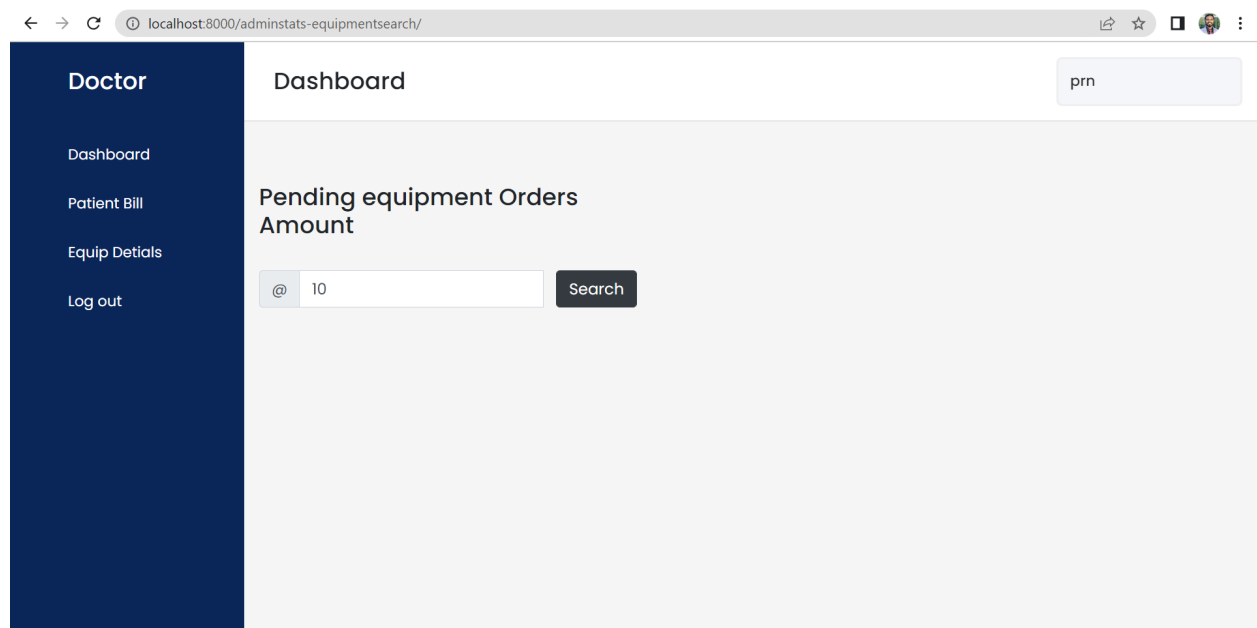 localhost:8000/adminstats-equipmentsearch/
Doctor
Dashboard
prn
Dashboard
Patient Bill
Equip Detials
Log out
Pending equipment Orders
Amount
@ 10 Search